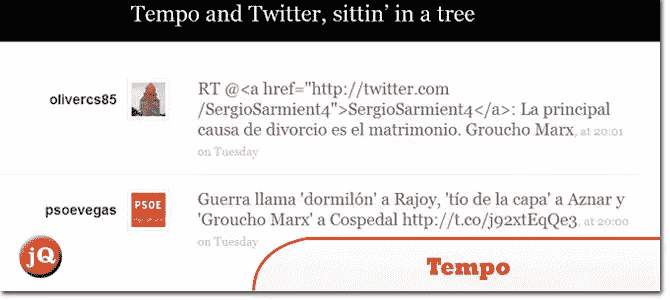 Tempo and Twitter, sittin’ in a tree
olivercs85
RT @<a href="http://twitter.com
/SergioSarmient4">SergioSarmient4</a>: La principal
causa de divorcio es el matrimonio. Groucho Marx, at 20:01
on Tuesday
psoevegas
PSOE
Guerra llama 'dormilón' a Rajoy, 'tío de la capa' a Aznar y
'Groucho Marx' a Cospedal http://t.co/j92xtEqQe3, at 20:00
on Tuesday
jQ
Tempo